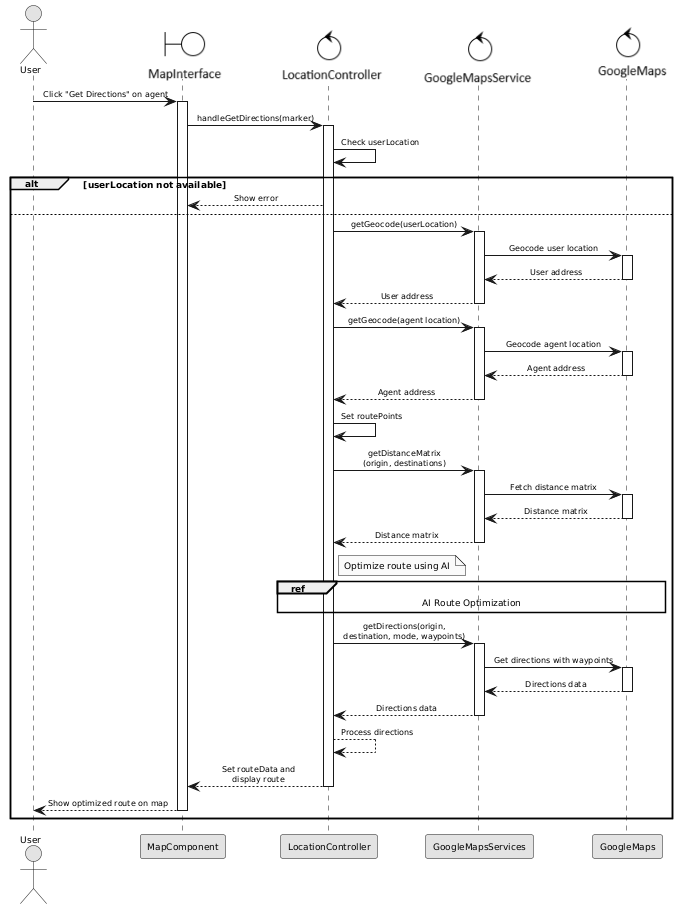 User
MapInterface
LocationController
GoogleMapsService
GoogleMaps
Click "Get Directions" on agent
handleGetDirections(marker)
Check userLocation
alt
[userLocation not available]
Show error
getGeocode(userLocation)
Geocode user location
User address
User address
getGeocode(agent location)
Geocode agent location
Agent address
Agent address
Set routePoints
getDistanceMatrix
(origin, destinations)
Fetch distance matrix
Distance matrix
Distance matrix
Optimize route using AI
ref
AI Route Optimization
getDirections(origin,
destination, mode, waypoints)
Get directions with waypoints
Directions data
Directions data
Process directions
Set routeData and
display route
Show optimized route on map
User
MapComponent
LocationController
GoogleMapsServices
GoogleMaps